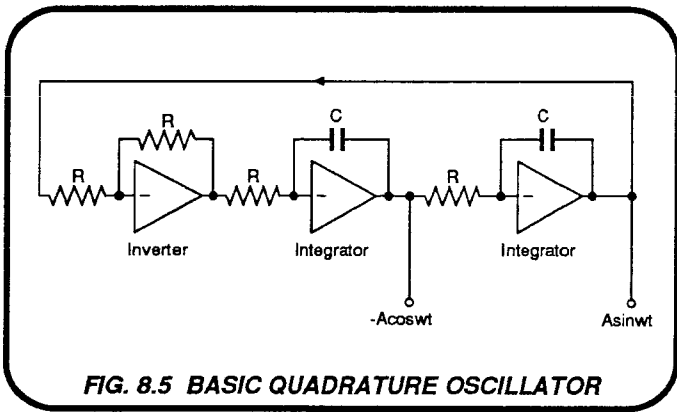 R
C
C
R
R
R
−
−
−
Inverter
Integrator
Integrator
-Acoswt
Asinwt
FIG. 8.5 BASIC QUADRATURE OSCILLATOR